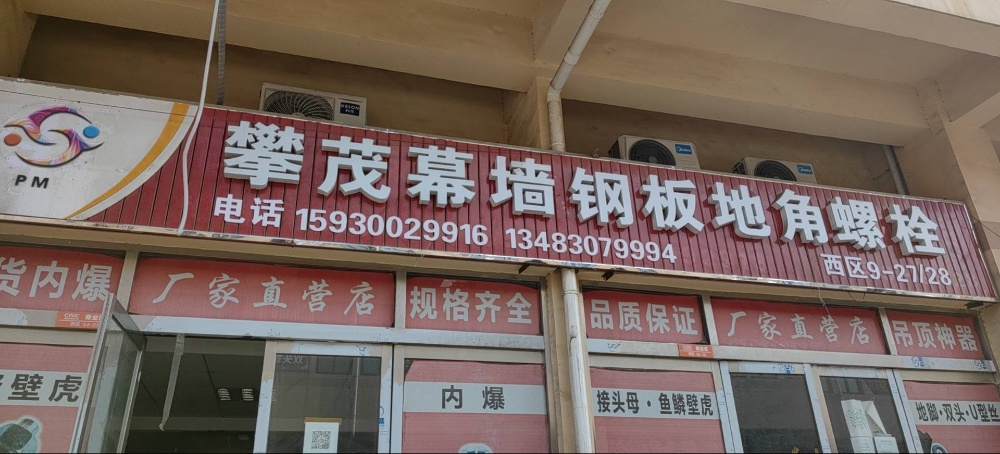 PM
攀茂幕墙钢板地角螺栓
电话 15930029916 13483079994
西区9-27/28
货内爆
厂家直营店
规格齐全
品质保证
厂家直营店
吊顶神器
壁虎
内爆
接头母·鱼鳞壁虎
地脚·双头·U型丝